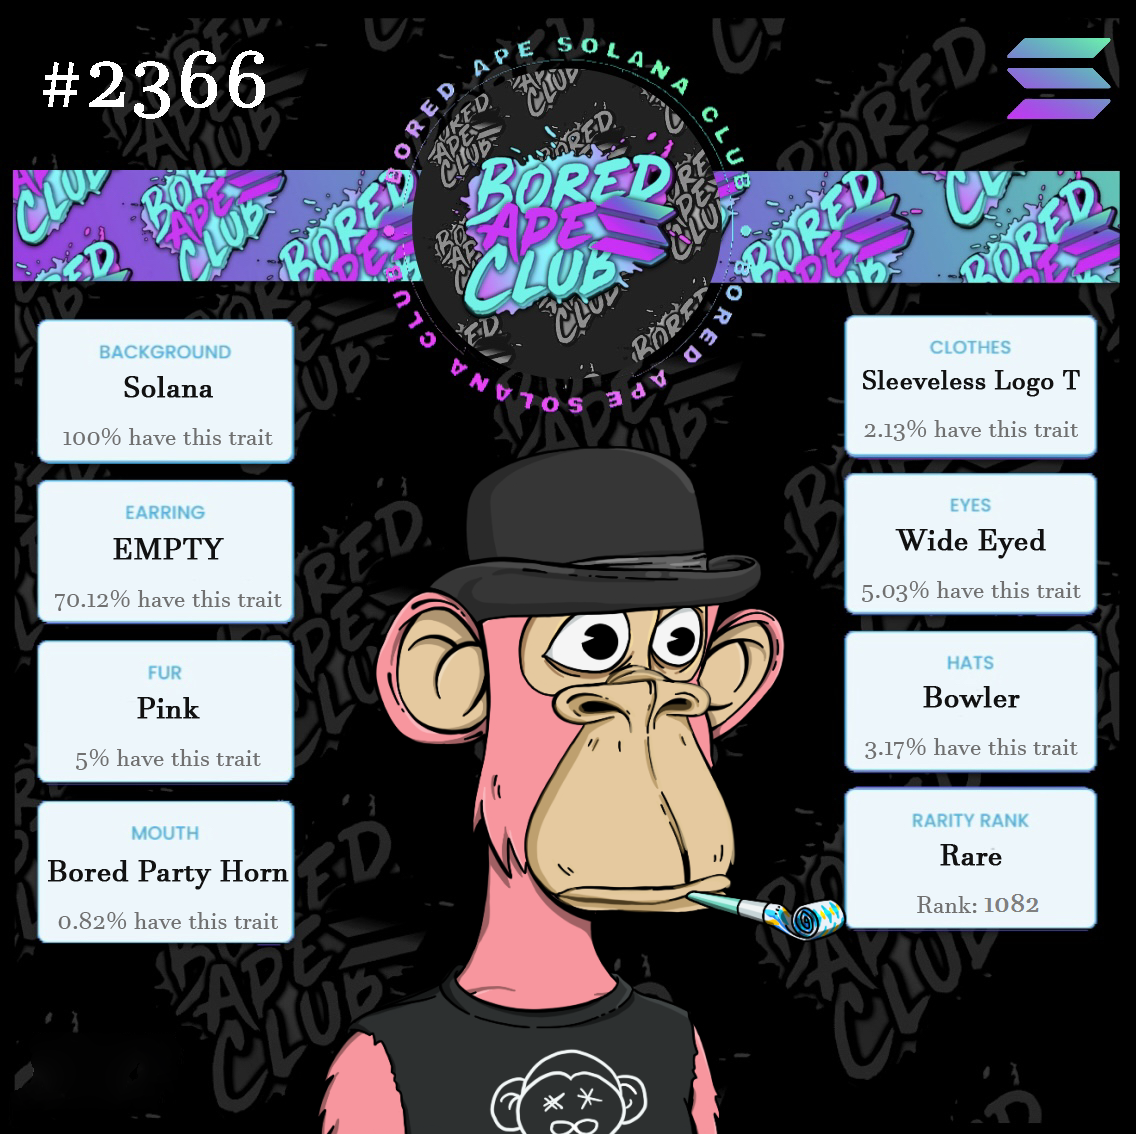 #2366
BORED APE SOLANA CLUB
BORED
APE
CLUB
BORED APE SOLANA CLUB
BACKGROUND
Solana
100% have this trait
EARRING
EMPTY
70.12% have this trait
FUR
Pink
5% have this trait
MOUTH
Bored Party Horn
0.82% have this trait
CLOTHES
Sleeveless Logo T
2.13% have this trait
EYES
Wide Eyed
5.03% have this trait
HATS
Bowler
3.17% have this trait
RARITY RANK
Rare
Rank: 1082